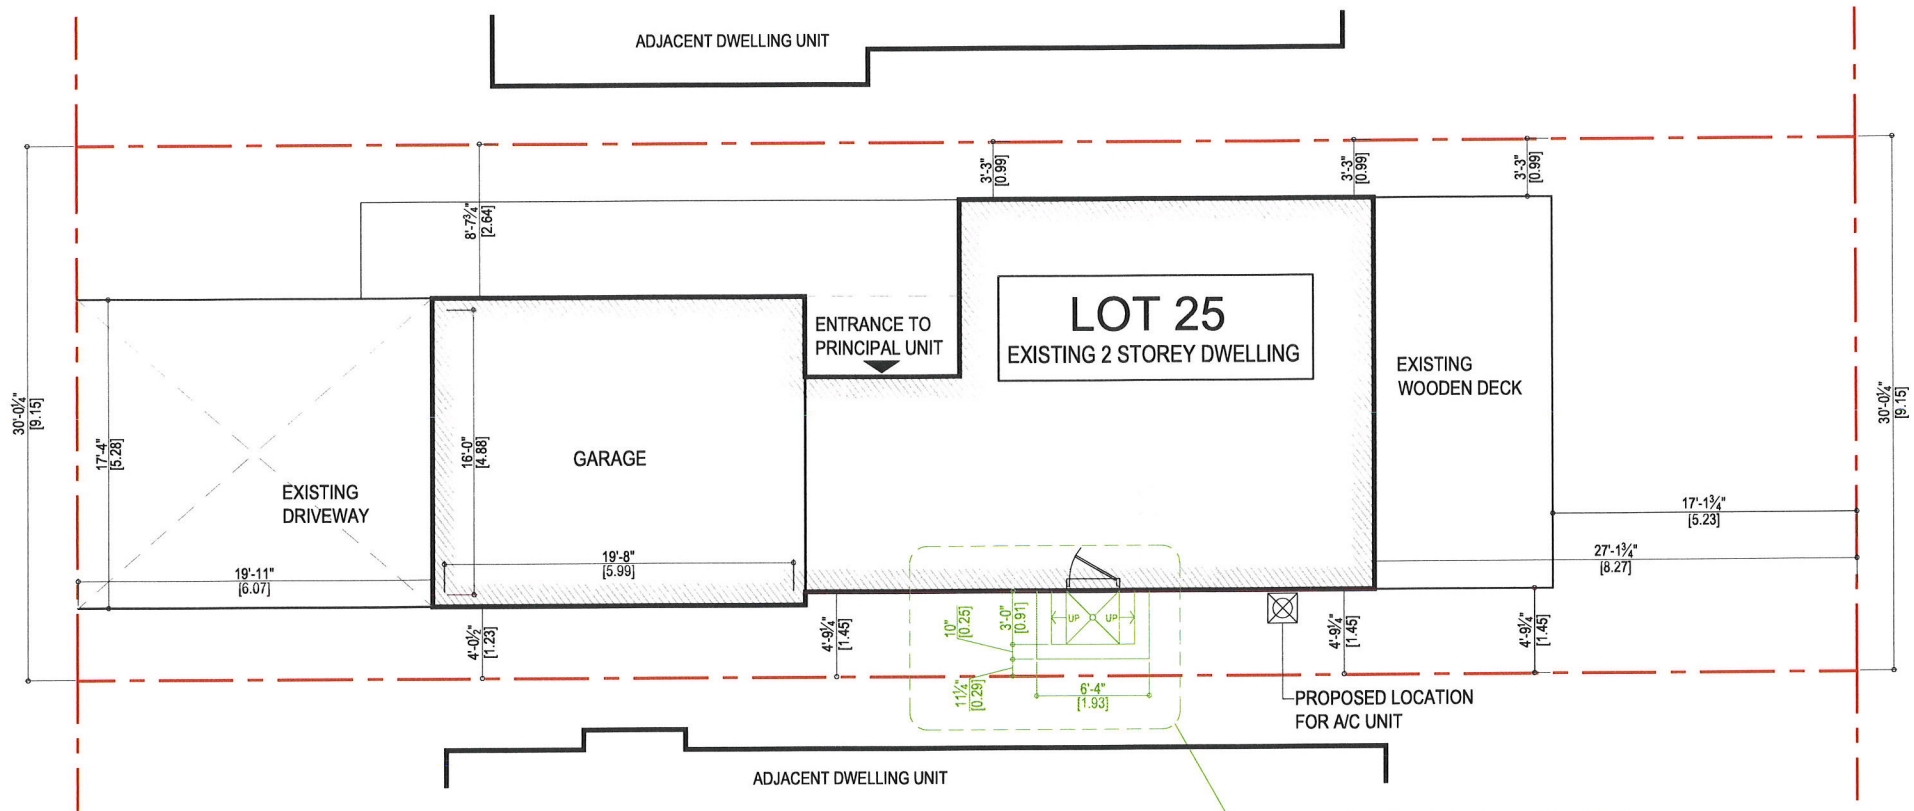 ADJACENT DWELLING UNIT
3'-3"
[0.99]
3'-3"
[0.99]
3'-3"
[0.99]
8'-7¾"
[2.64]
30'-0¼"
[9.15]
17'-4"
[5.28]
16'-0"
[4.88]
ENTRANCE TO
PRINCIPAL UNIT
LOT 25
EXISTING 2 STOREY DWELLING
EXISTING
WOODEN DECK
30'-0¼"
[9.15]
GARAGE
EXISTING
DRIVEWAY
19'-11"
[6.07]
19'-8"
[5.99]
17'-1¾"
[5.23]
27'-1¾"
[8.27]
4'-0½"
[1.23]
4'-9¼"
[1.45]
10"
[0.25]
3'-0"
[0.91]
UP
UP
4'-9¼"
[1.45]
4'-9¼"
[1.45]
11¼"
[0.29]
6'-4"
[1.93]
PROPOSED LOCATION
FOR A/C UNIT
ADJACENT DWELLING UNIT